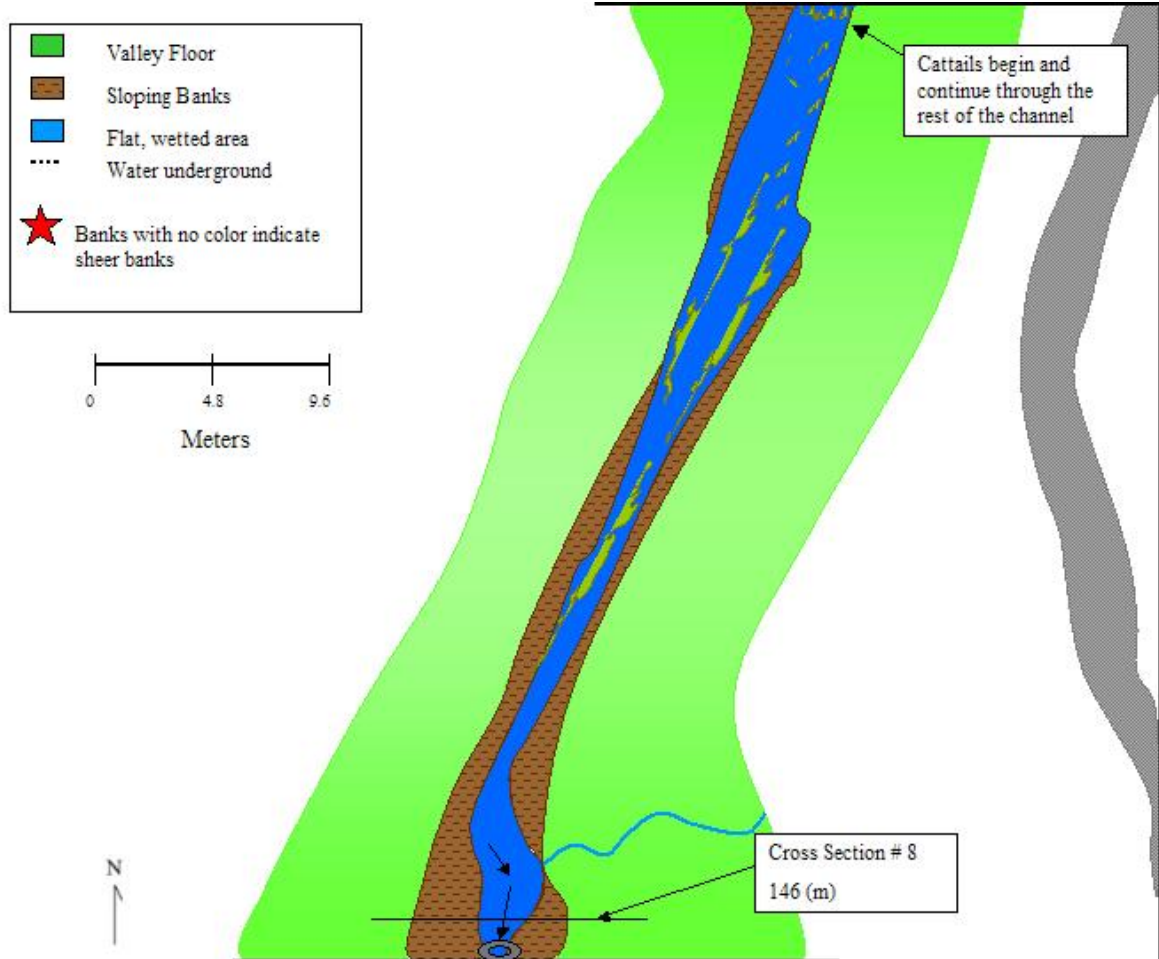 Valley Floor
Sloping Banks
Flat, wetted area
Water underground
Banks with no color indicate
sheer banks
0 4.8 9.6
Meters
Cattails begin and
continue through the
rest of the channel
N
Cross Section # 8
146 (m)